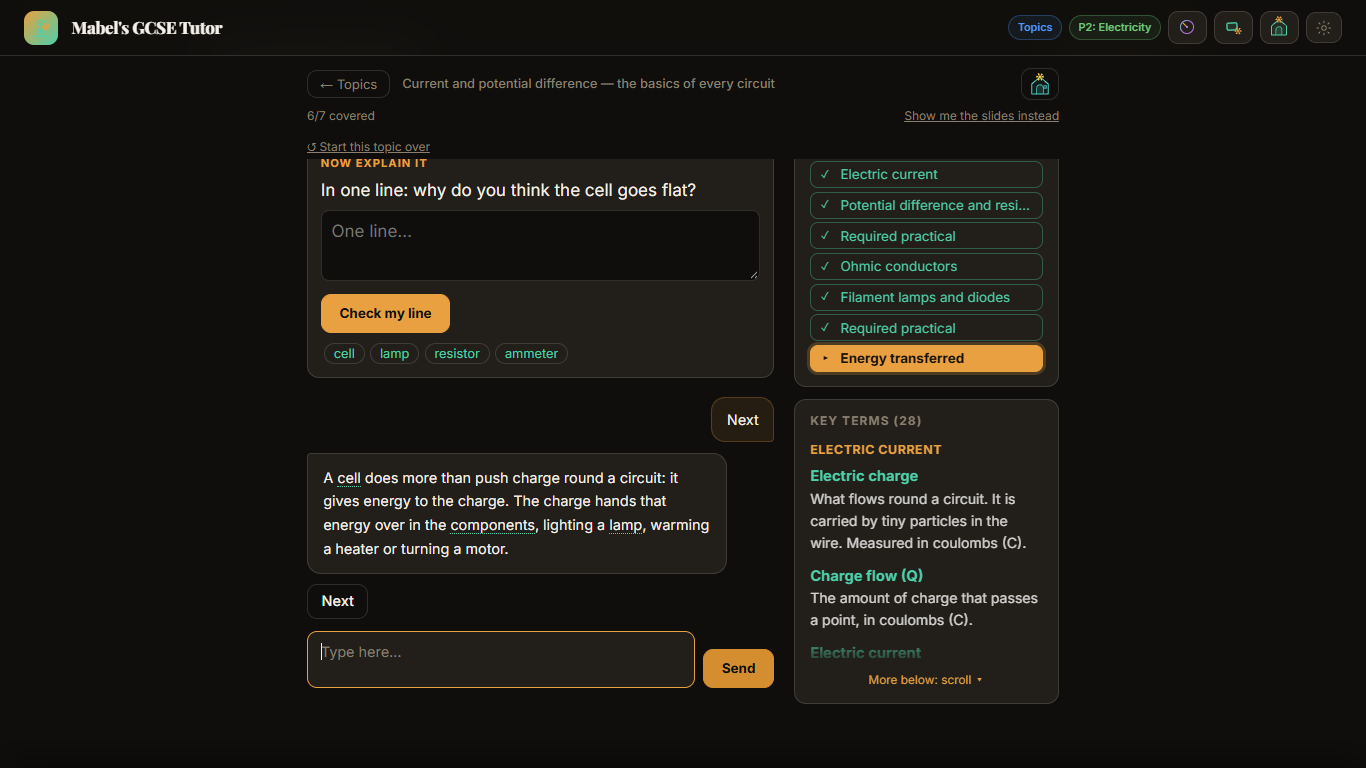 Mabel's GCSE Tutor
Topics
P2: Electricity
← Topics
Current and potential difference — the basics of every circuit
6/7 covered
Show me the slides instead
↺ Start this topic over
NOW EXPLAIN IT
In one line: why do you think the cell goes flat?
One line...
Check my line
cell
lamp
resistor
ammeter
Next
A cell does more than push charge round a circuit: it
gives energy to the charge. The charge hands that
energy over in the components, lighting a lamp, warming
a heater or turning a motor.
Next
Type here...
Send
✓ Electric current
✓ Potential difference and resi...
✓ Required practical
✓ Ohmic conductors
✓ Filament lamps and diodes
✓ Required practical
▸ Energy transferred
KEY TERMS (28)
ELECTRIC CURRENT
Electric charge
What flows round a circuit. It is
carried by tiny particles in the
wire. Measured in coulombs (C).
Charge flow (Q)
The amount of charge that passes
a point, in coulombs (C).
Electric current
More below: scroll ▾